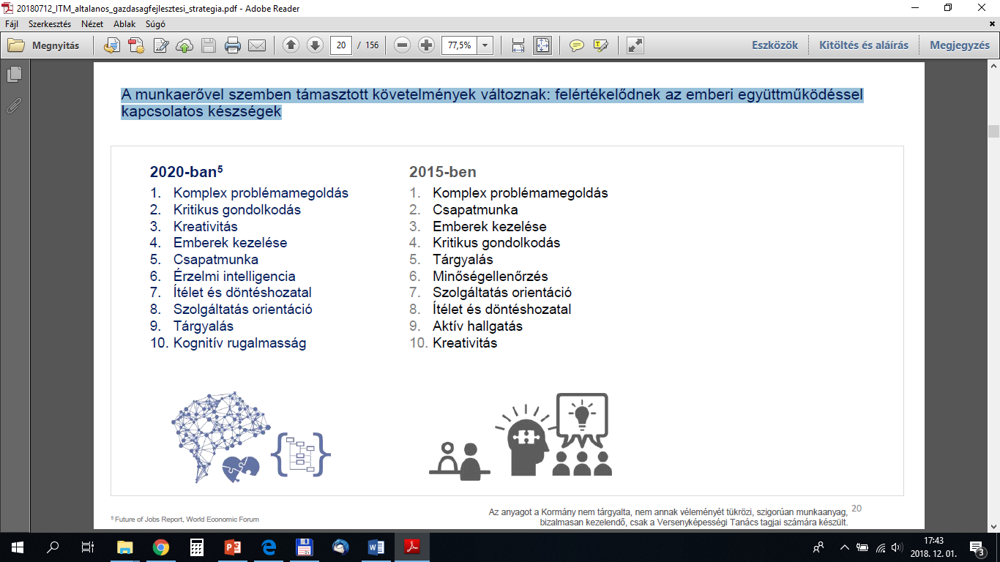 20180712_ITM_altalanos_gazdasagfejlesztesi_strategia.pdf - Adobe Reader
Fájl Szerkesztés Nézet Ablak Súgó
Megnyitás 20 / 156 77,5% Eszközök Kitöltés és aláírás Megjegyzés
A munkaerővel szemben támasztott követelmények változnak: felértékelődnek az emberi együttműködéssel
kapcsolatos készségek
2020-ban5
1. Komplex problémamegoldás
2. Kritikus gondolkodás
3. Kreativitás
4. Emberek kezelése
5. Csapatmunka
6. Érzelmi intelligencia
7. Ítélet és döntéshozatal
8. Szolgáltatás orientáció
9. Tárgyalás
10. Kognitív rugalmasság
2015-ben
1. Komplex problémamegoldás
2. Csapatmunka
3. Emberek kezelése
4. Kritikus gondolkodás
5. Tárgyalás
6. Minőségellenőrzés
7. Szolgáltatás orientáció
8. Ítélet és döntéshozatal
9. Aktív hallgatás
10. Kreativitás
5 Future of Jobs Report, World Economic Forum
Az anyagot a Kormány nem tárgyalta, nem annak véleményét tükrözi, szigorúan munkaanyag,
bizalmasan kezelendő, csak a Versenyképességi Tanács tagjai számára készült.
20
17:43
2018. 12. 01.
3